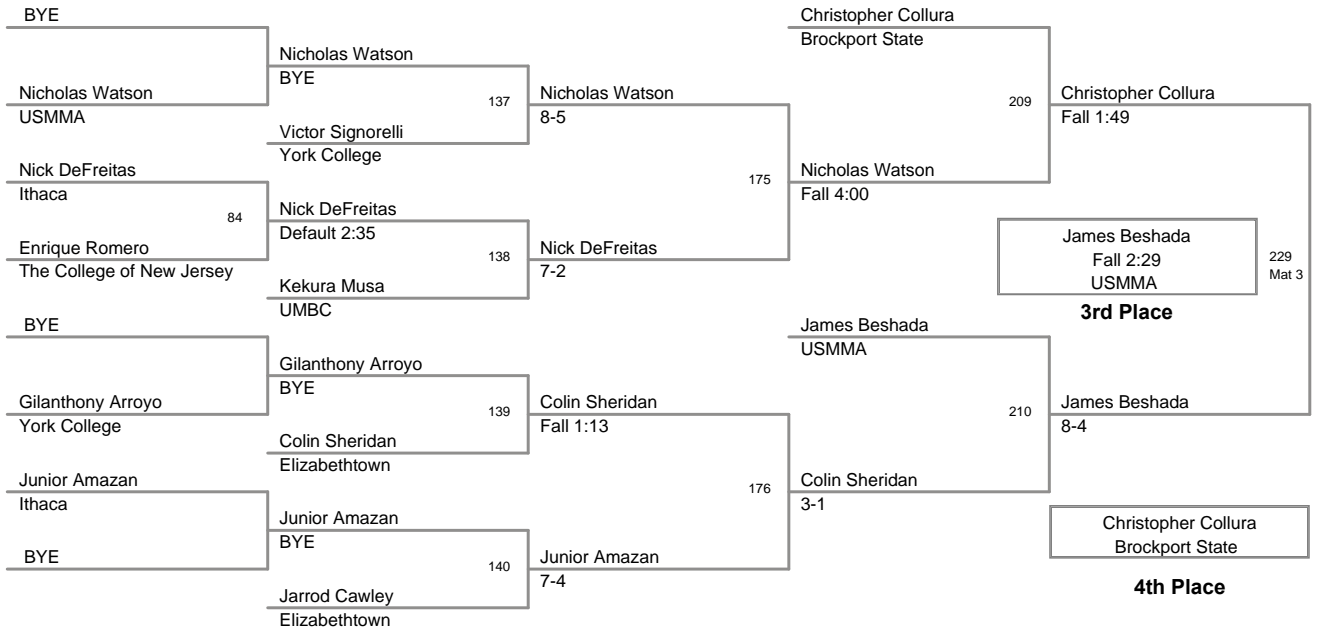 BYE
Nicholas Watson
USMMA
Nick DeFreitas
Ithaca
84
Enrique Romero
The College of New Jersey
BYE
Gilanthony Arroyo
York College
Junior Amazan
Ithaca
BYE
Nicholas Watson
BYE
137
Victor Signorelli
York College
Nick DeFreitas
Default 2:35
138
Kekura Musa
UMBC
Gilanthony Arroyo
BYE
139
Colin Sheridan
Elizabethtown
Junior Amazan
BYE
140
Jarrod Cawley
Elizabethtown
Nicholas Watson
8-5
175
Nick DeFreitas
7-2
Colin Sheridan
Fall 1:13
176
Junior Amazan
7-4
Christopher Collura
Brockport State
209
Nicholas Watson
Fall 4:00
James Beshada
USMMA
210
Colin Sheridan
3-1
Christopher Collura
Fall 1:49
James Beshada
Fall 2:29
USMMA
229
Mat 3
3rd Place
James Beshada
8-4
Christopher Collura
Brockport State
4th Place